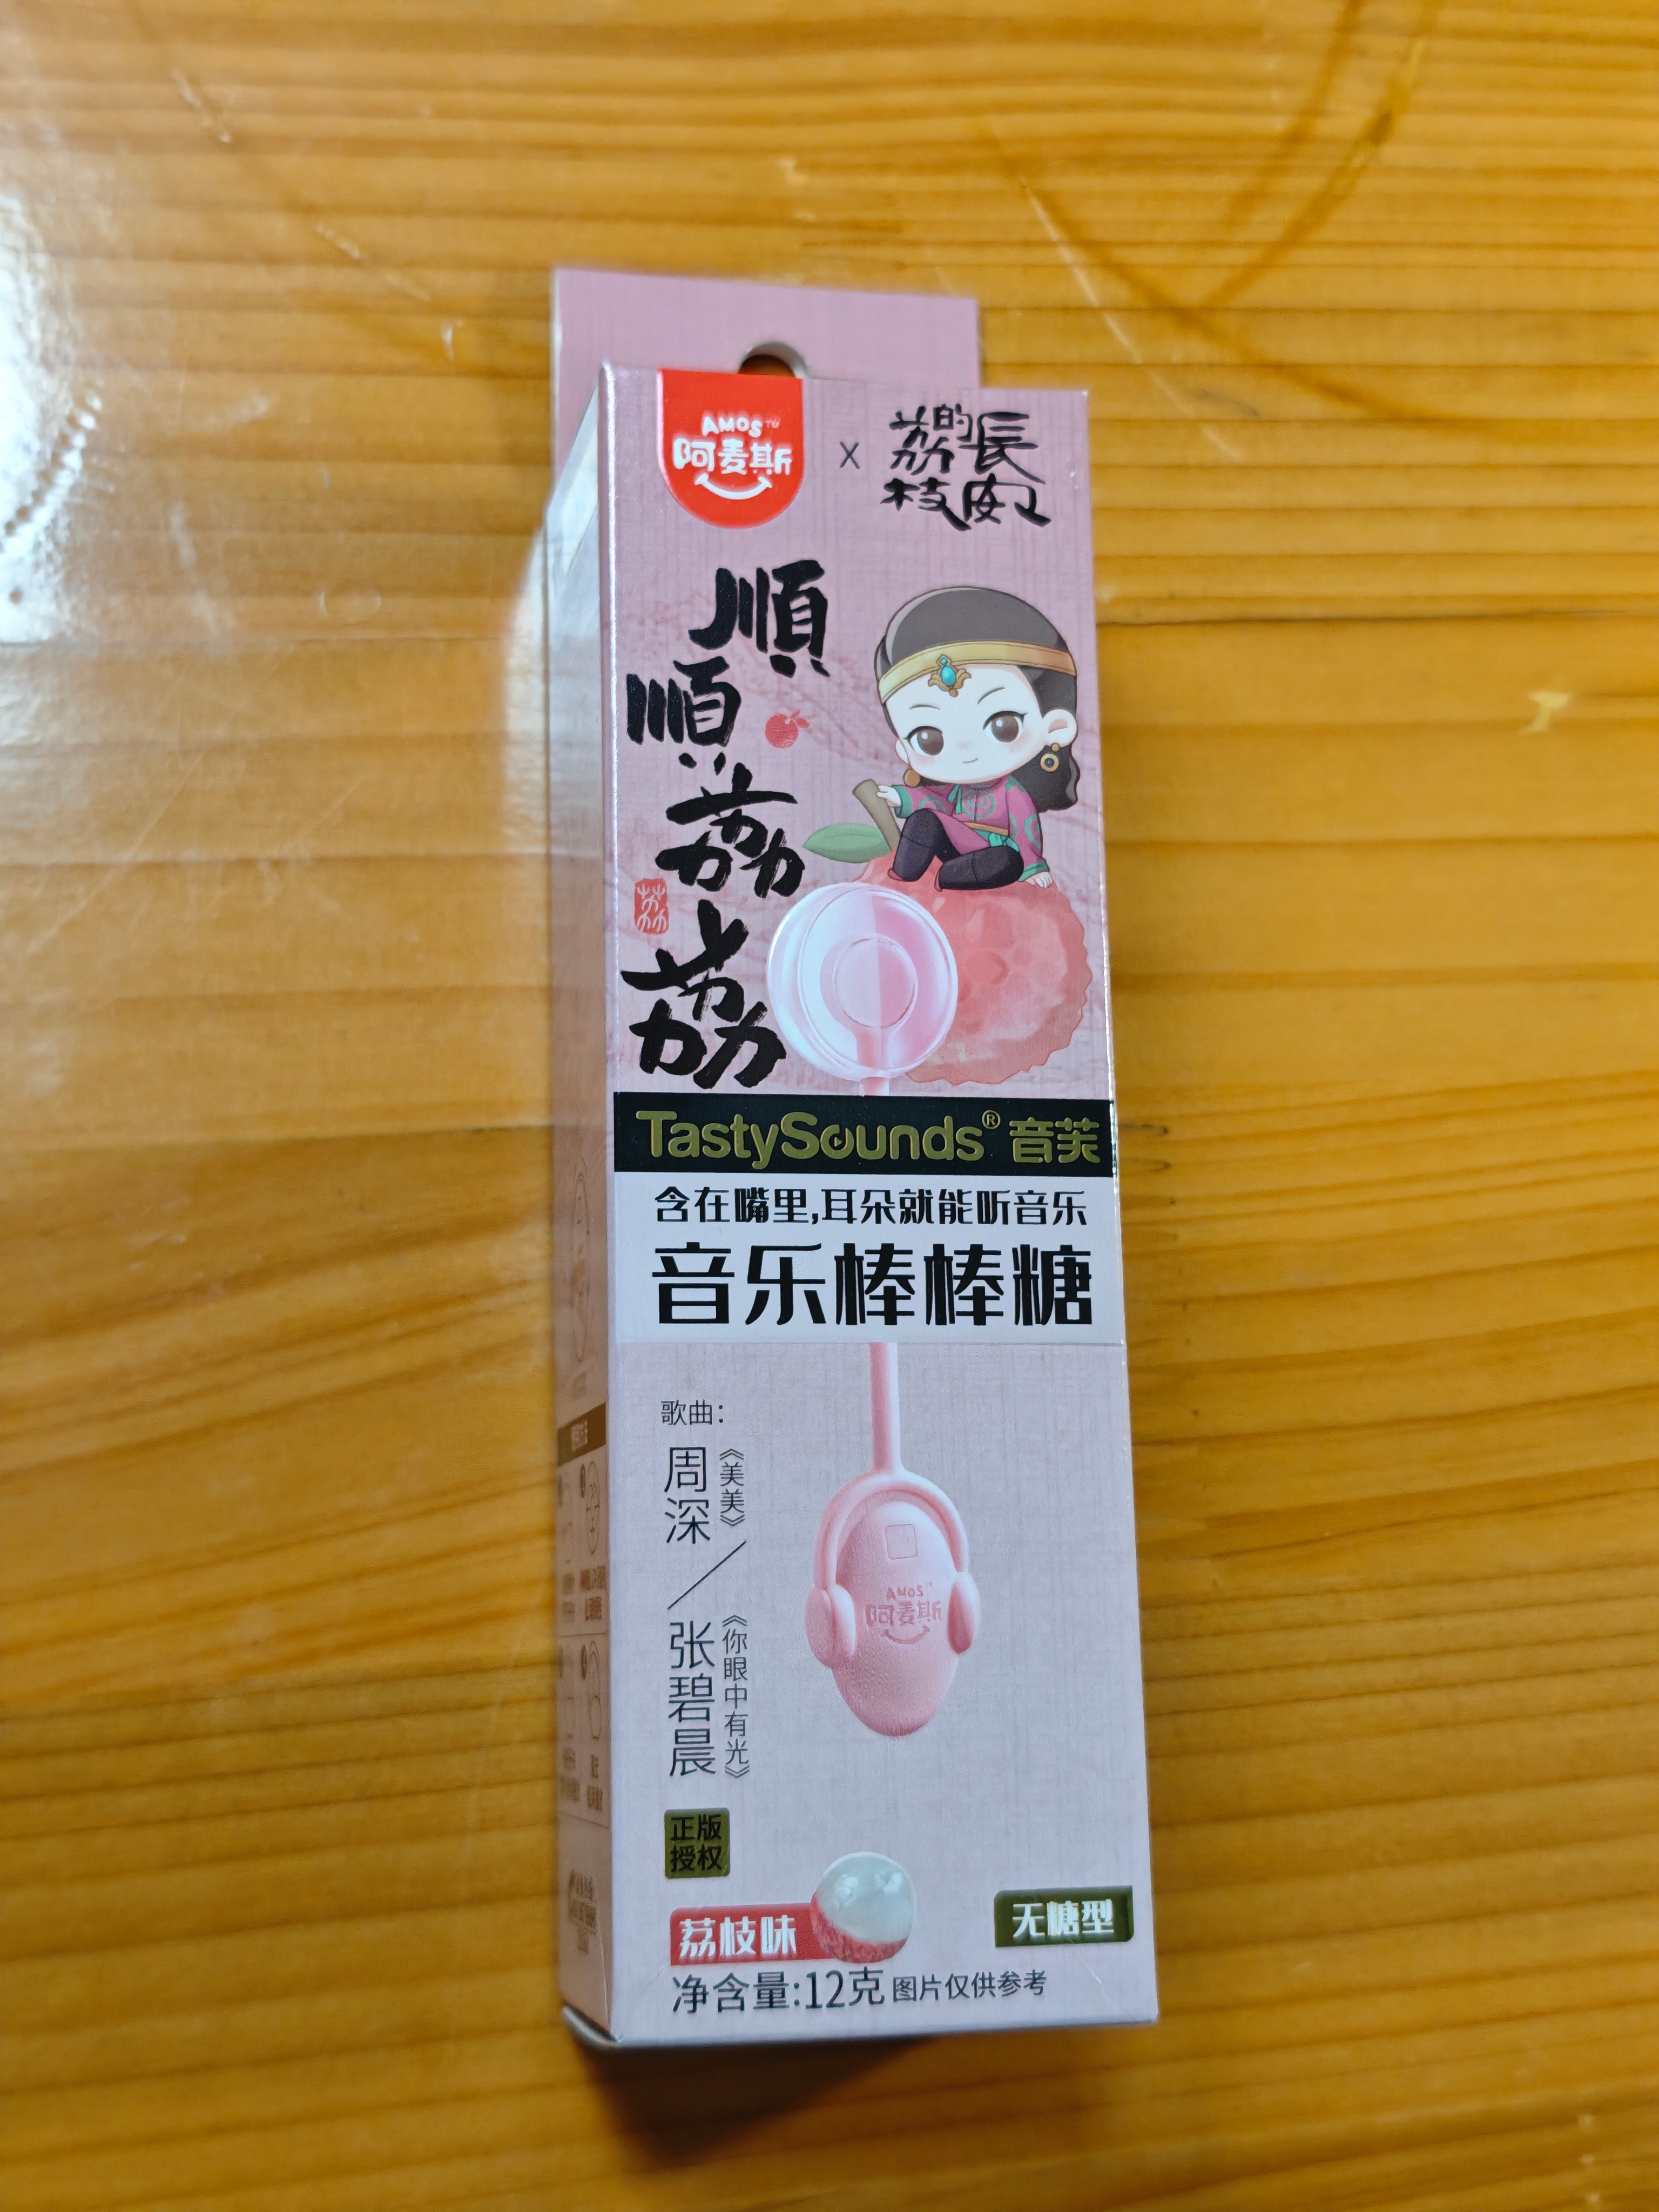 AMOS™
阿麦斯
X
長安的荔枝
順順荔荔
荔
TastySounds® 音芙
含在嘴里,耳朵就能听音乐
音乐棒棒糖
歌曲：
周深《美美》
／
张碧晨《你眼中有光》
AMOS™
阿麦斯
正版
授权
荔枝味
无糖型
净含量:12克 图片仅供参考